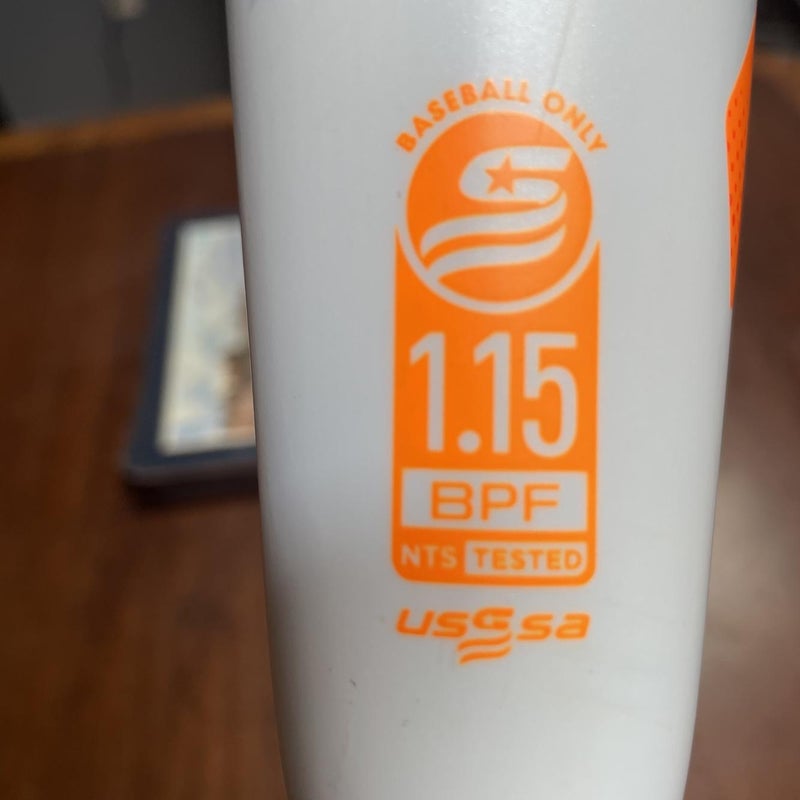 BASEBALL ONLY
1.15
BPF
NTS TESTED
usssa